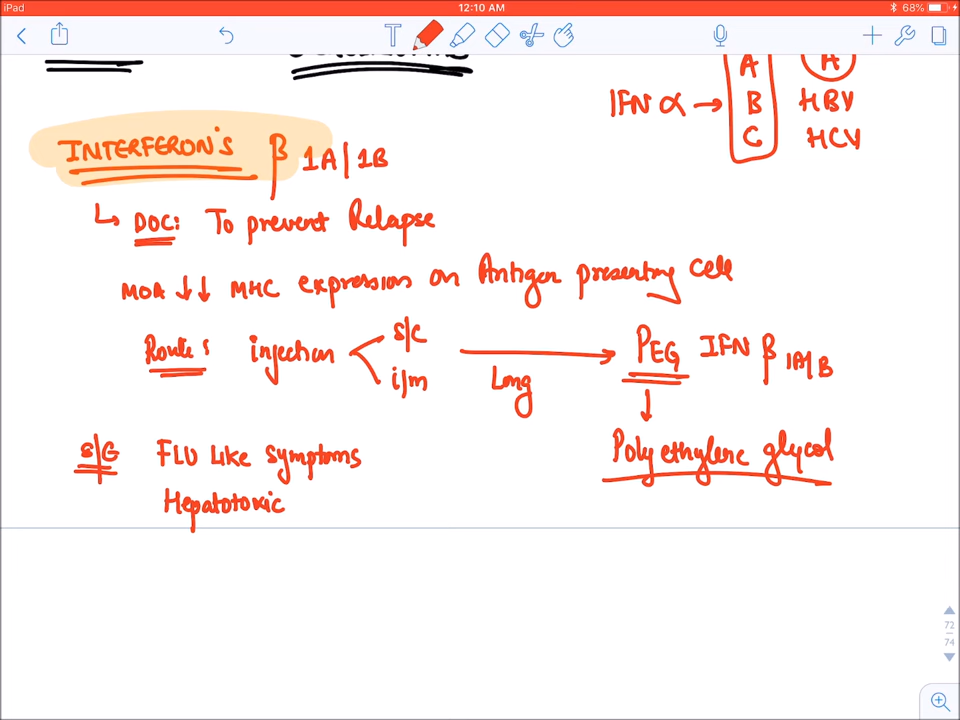 iPad 12:10 AM 68%
T
A A
IFN α → B HBV
C HCV
INTERFERON'S β 1A/1B
↳ DOC: To prevent Relapse
MOA ↓↓ MHC expression on Antigen presenting cell
Route: injection s/c → PEG IFN β 1A/B
i/m Long
↓
Polyethylene glycol
S/G FLU Like symptoms
Hepatotoxic
72
74